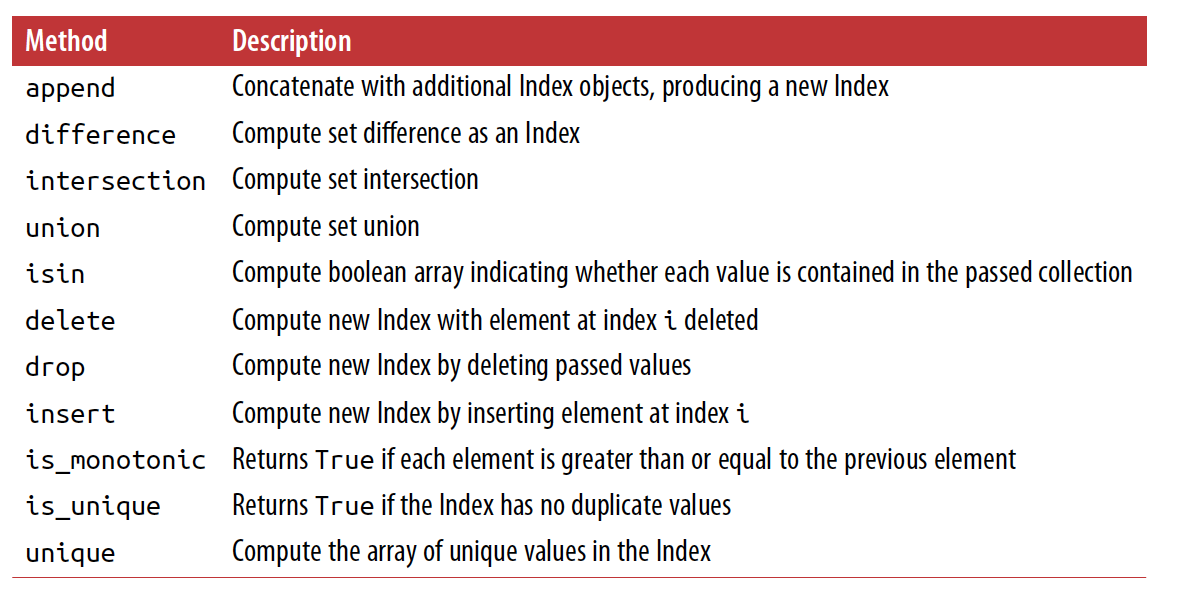 Method Description
append Concatenate with additional Index objects, producing a new Index
difference Compute set difference as an Index
intersection Compute set intersection
union Compute set union
isin Compute boolean array indicating whether each value is contained in the passed collection
delete Compute new Index with element at index i deleted
drop Compute new Index by deleting passed values
insert Compute new Index by inserting element at index i
is_monotonic Returns True if each element is greater than or equal to the previous element
is_unique Returns True if the Index has no duplicate values
unique Compute the array of unique values in the Index